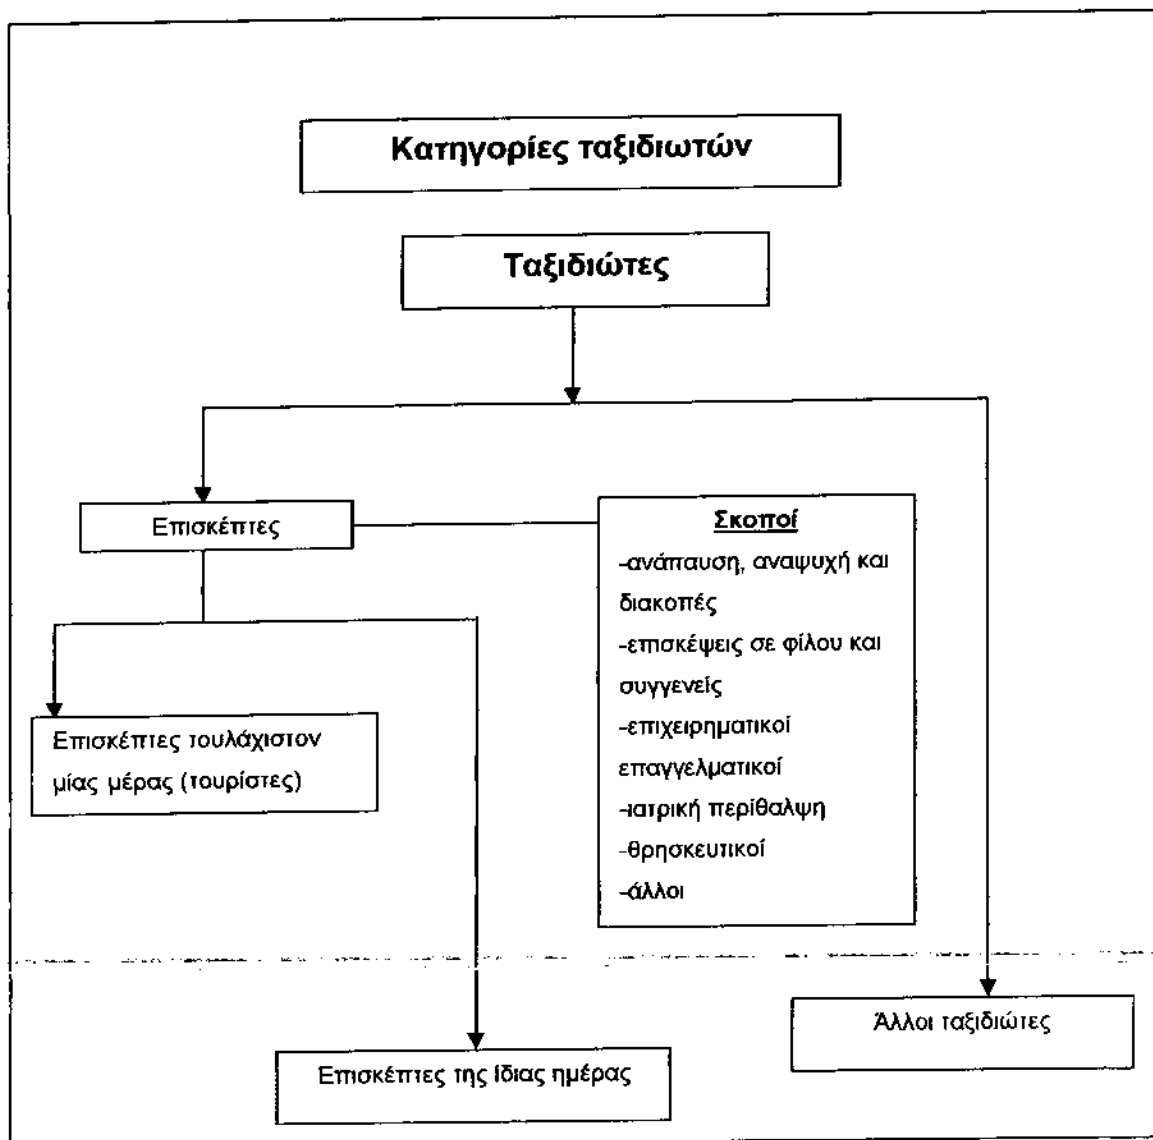 Κατηγορίες ταξιδιωτών
Ταξιδιώτες
Επισκέπτες
Σκοποί
-ανάπαυση, αναψυχή και
διακοπές
-επισκέψεις σε φίλου και
συγγενείς
-επιχειρηματικοί
επαγγελματικοί
-ιατρική περίθαλψη
-θρησκευτικοί
-άλλοι
Επισκέπτες τουλάχιστον
μίας μέρας (τουρίστες)
Άλλοι ταξιδιώτες
Επισκέπτες της ίδιας ημέρας